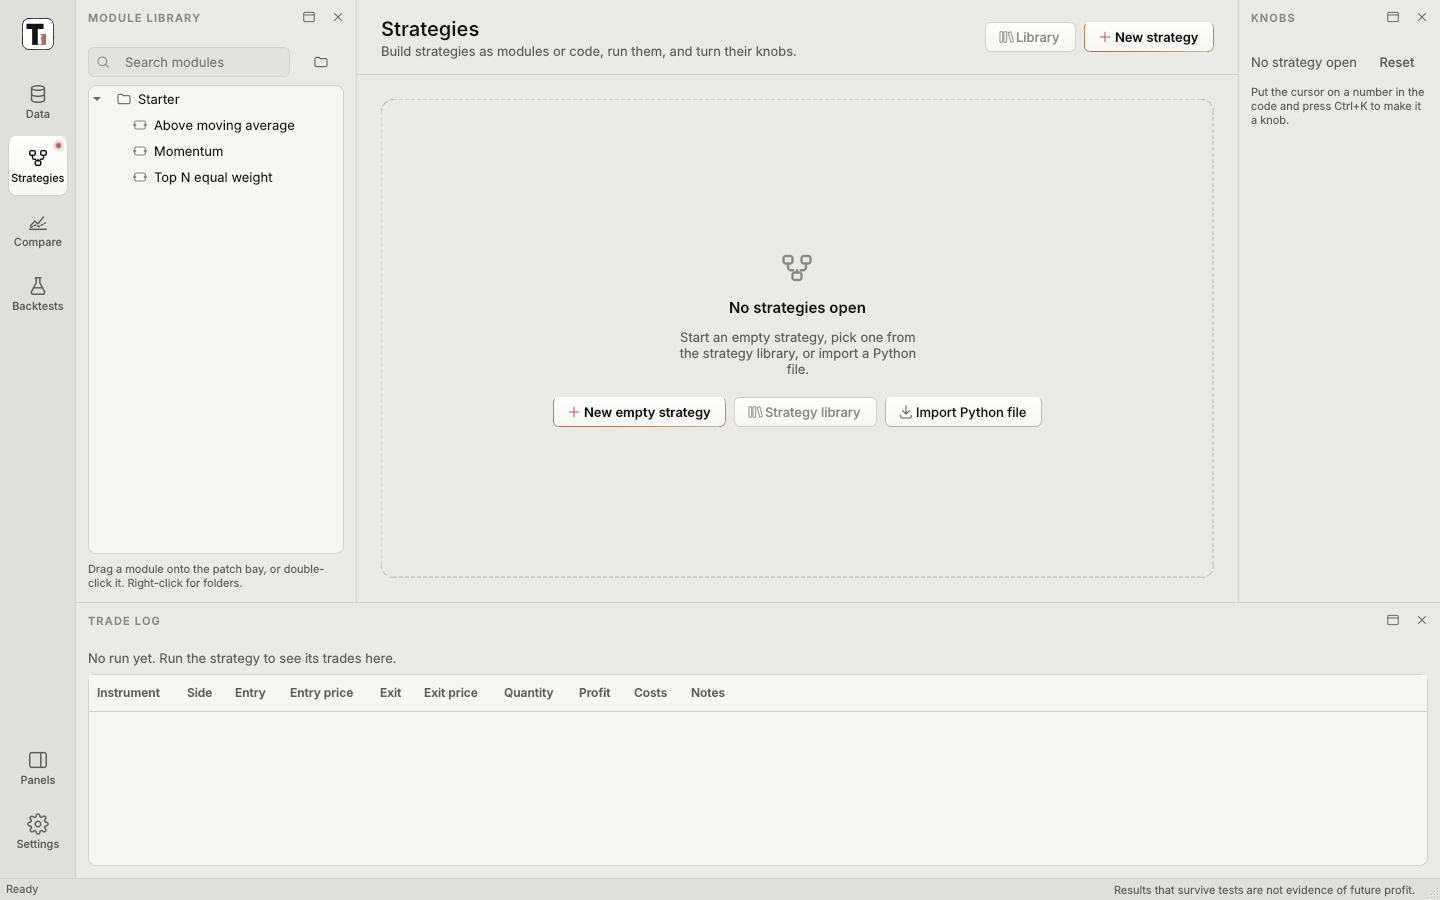 MODULE LIBRARY
Search modules
Starter
Above moving average
Momentum
Top N equal weight
Drag a module onto the patch bay, or double-
click it. Right-click for folders.
Data
Strategies
Compare
Backtests
Panels
Settings
Strategies
Build strategies as modules or code, run them, and turn their knobs.
Library
New strategy
No strategies open
Start an empty strategy, pick one from
the strategy library, or import a Python
file.
New empty strategy
Strategy library
Import Python file
KNOBS
No strategy open
Reset
Put the cursor on a number in the
code and press Ctrl+K to make it
a knob.
TRADE LOG
No run yet. Run the strategy to see its trades here.
Instrument Side Entry Entry price Exit Exit price Quantity Profit Costs Notes
Ready
Results that survive tests are not evidence of future profit.